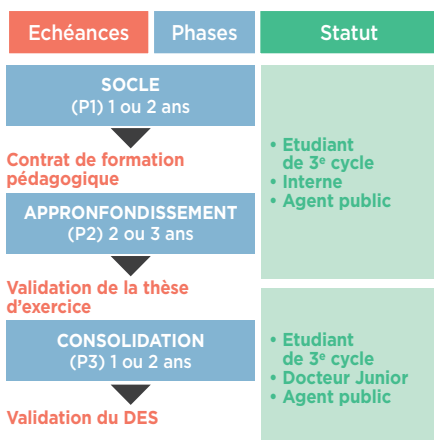 Echéances
Phases
Statut
SOCLE
(P1) 1 ou 2 ans
Contrat de formation
pédagogique
APPRONFONDISSEMENT
(P2) 2 ou 3 ans
• Etudiant
de 3e cycle
• Interne
• Agent public
Validation de la thèse
d'exercice
CONSOLIDATION
(P3) 1 ou 2 ans
Validation du DES
• Etudiant
de 3e cycle
• Docteur Junior
• Agent public